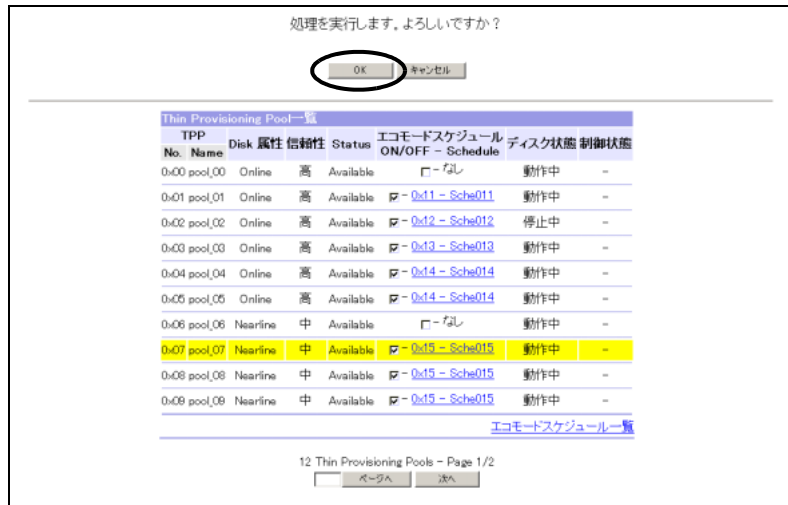 処理を実行します。よろしいですか？
OK キャンセル
Thin Provisioning Pool一覧
TPP Disk 属性 信頼性 Status エコモードスケジュール ON/OFF - Schedule ディスク状態 制御状態
No. Name
0x00 pool_00 Online 高 Available - なし 動作中 -
0x01 pool_01 Online 高 Available - 0x11 - Sche011 動作中 -
0x02 pool_02 Online 高 Available - 0x12 - Sche012 停止中 -
0x03 pool_03 Online 高 Available - 0x13 - Sche013 動作中 -
0x04 pool_04 Online 高 Available - 0x14 - Sche014 動作中 -
0x05 pool_05 Online 高 Available - 0x14 - Sche014 動作中 -
0x06 pool_06 Nearline 中 Available - なし 動作中 -
0x07 pool_07 Nearline 中 Available - 0x15 - Sche015 動作中 -
0x08 pool_08 Nearline 中 Available - 0x15 - Sche015 動作中 -
0x09 pool_09 Nearline 中 Available - 0x15 - Sche015 動作中 -
エコモードスケジュール一覧
12 Thin Provisioning Pools - Page 1/2
ページへ 次へ